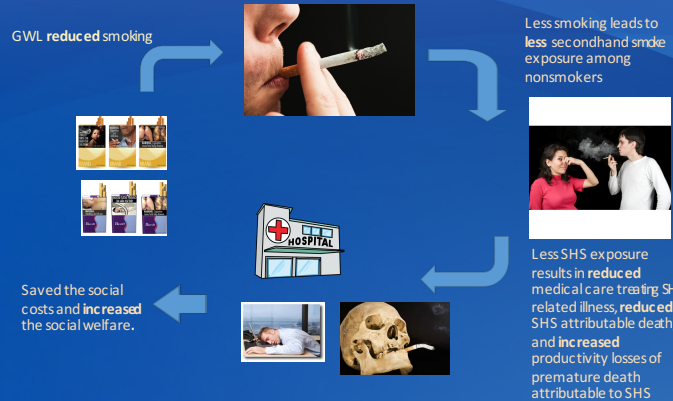 GWL reduced smoking
Less smoking leads to
less secondhand smoke
exposure among
nonsmokers
HOSPITAL
Less SHS exposure
results in reduced
medical care treating SH
related illness, reduced
SHS attributable death
and increased
productivity losses of
premature death
attributable to SHS
Saved the social
costs and increased
the social welfare.